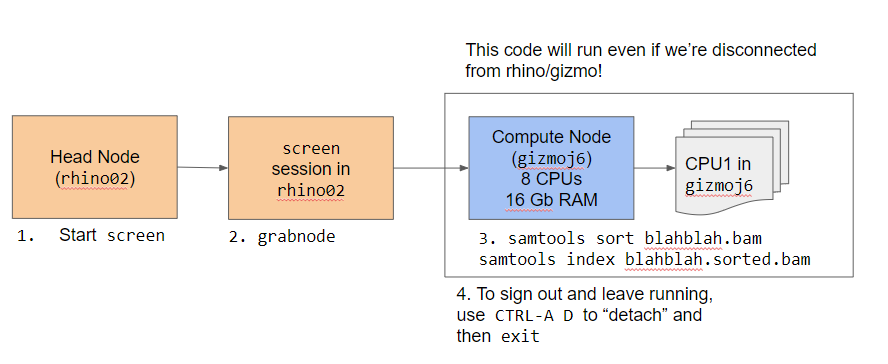 This code will run even if we're disconnected
from rhino/gizmo!
Head Node
(rhino02)
screen
session in
rhino02
Compute Node
(gizmoj6)
8 CPUs
16 Gb RAM
CPU1 in
gizmoj6
1. Start screen
2. grabnode
3. samtools sort blahblah.bam
samtools index blahblah.sorted.bam
4. To sign out and leave running,
use CTRL-A D to “detach” and
then exit